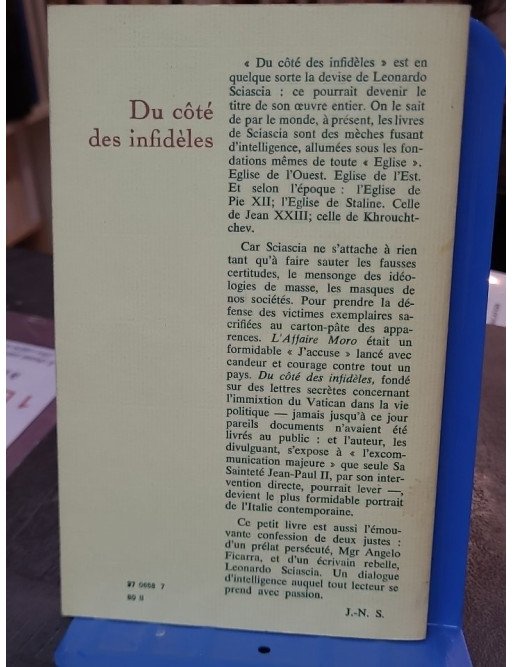 Du côté
des infidèles
« Du côté des infidèles » est en
quelque sorte la devise de Leonardo
Sciascia : ce pourrait devenir le
titre de son œuvre entier. On le sait
de par le monde, à présent, les livres
de Sciascia sont des mèches fusant
d'intelligence, allumées sous les fon-
dations mêmes de toute « Eglise ».
Eglise de l'Ouest. Eglise de l'Est.
Et selon l'époque : l'Eglise de
Pie XII; l'Eglise de Staline. Celle
de Jean XXIII; celle de Khroucht-
chev.
Car Sciascia ne s'attache à rien
tant qu'à faire sauter les fausses
certitudes, le mensonge des idéo-
logies de masse, les masques de
nos sociétés. Pour prendre la dé-
fense des victimes exemplaires sa-
crifiées au carton-pâte des appa-
rences. L'Affaire Moro était un
formidable « J'accuse » lancé avec
candeur et courage contre tout un
pays. Du côté des infidèles, fondé
sur des lettres secrètes concernant
l'immixtion du Vatican dans la vie
politique — jamais jusqu'à ce jour
pareils documents n'avaient été
livrés au public : et l'auteur, les
divulguant, s'expose à « l'excom-
munication majeure » que seule Sa
Sainteté Jean-Paul II, par son inter-
vention directe, pourrait lever —,
devient le plus formidable portrait
de l'Italie contemporaine.
Ce petit livre est aussi l'émou-
vante confession de deux justes :
d'un prélat persécuté, Mgr Angelo
Ficarra, et d'un écrivain rebelle,
Leonardo Sciascia. Un dialogue
d'intelligence auquel tout lecteur se
prend avec passion.
J.-N. S.